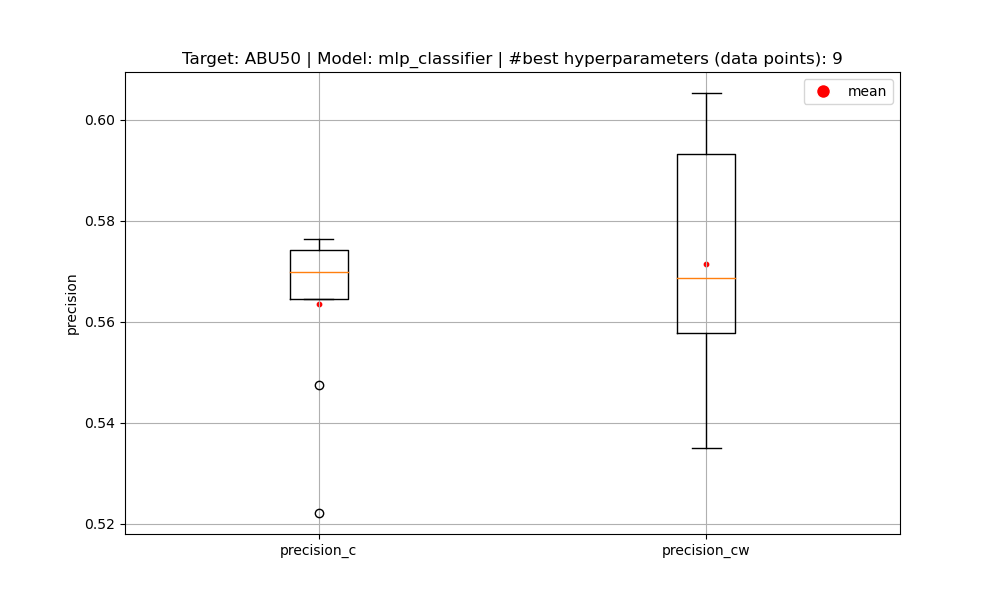 Target: ABU50 | Model: mlp_classifier | #best hyperparameters (data points): 9
mean
0.60
0.58
0.56
0.54
0.52
precision
precision_c
precision_cw